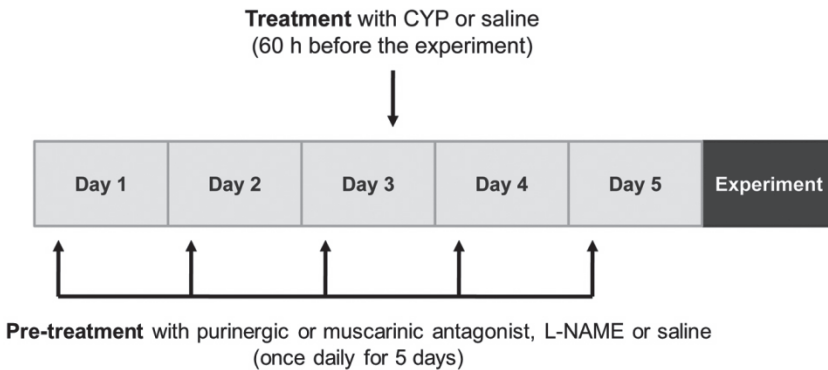 Treatment with CYP or saline
(60 h before the experiment)
Day 1
Day 2
Day 3
Day 4
Day 5
Experiment
Pre-treatment with purinergic or muscarinic antagonist, L-NAME or saline
(once daily for 5 days)